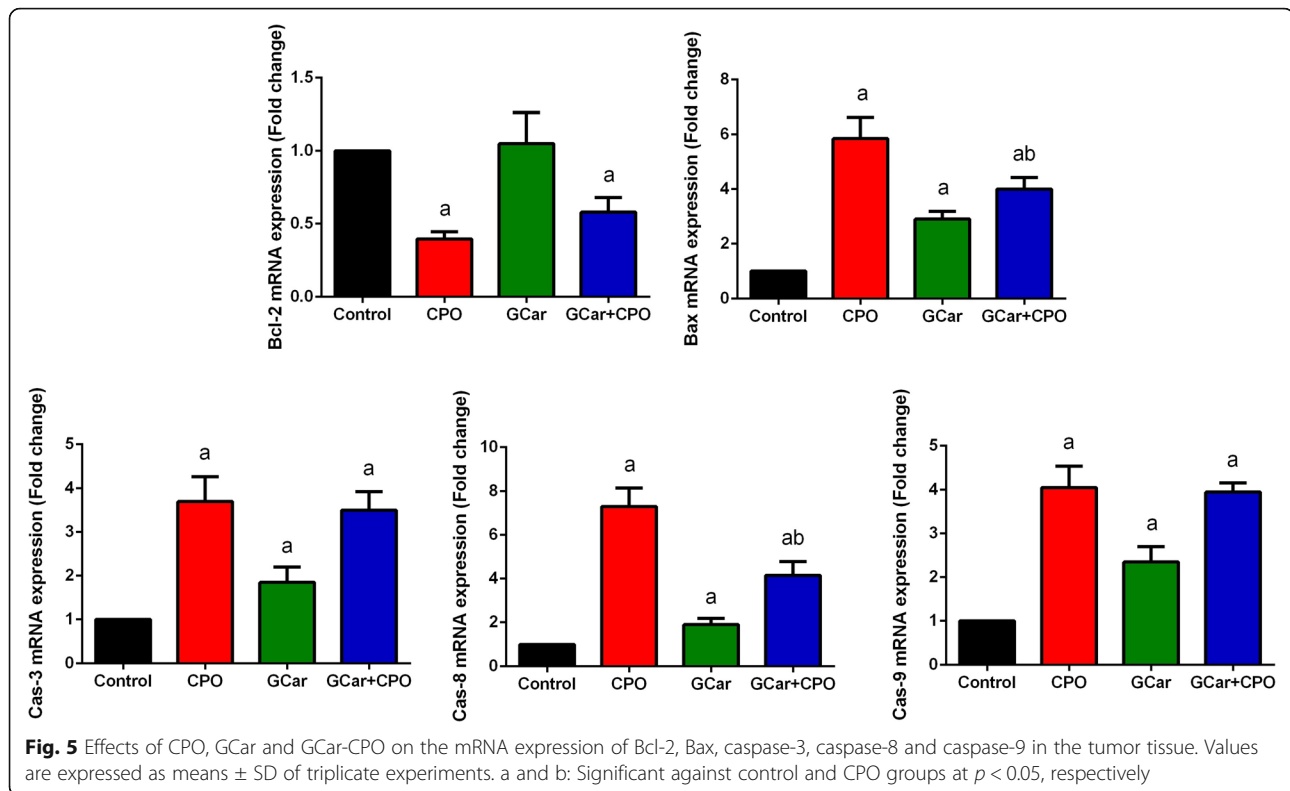 Bcl-2 mRNA expression (Fold change)
1.5
1.0
0.5
0.0
a
a
Control CPO GCar GCar+CPO
Bax mRNA expression (Fold change)
8
6
4
2
0
a
a
ab
Control CPO GCar GCar+CPO
Cas-3 mRNA expression (Fold change)
5
4
3
2
1
0
a
a
a
Control CPO GCar GCar+CPO
Cas-8 mRNA expression (Fold change)
10
8
6
4
2
0
a
a
ab
Control CPO GCar GCar+CPO
Cas-9 mRNA expression (Fold change)
5
4
3
2
1
0
a
a
a
Control CPO GCar GCar+CPO
Fig. 5 Effects of CPO, GCar and GCar-CPO on the mRNA expression of Bcl-2, Bax, caspase-3, caspase-8 and caspase-9 in the tumor tissue. Values
are expressed as means ± SD of triplicate experiments. a and b: Significant against control and CPO groups at p < 0.05, respectively